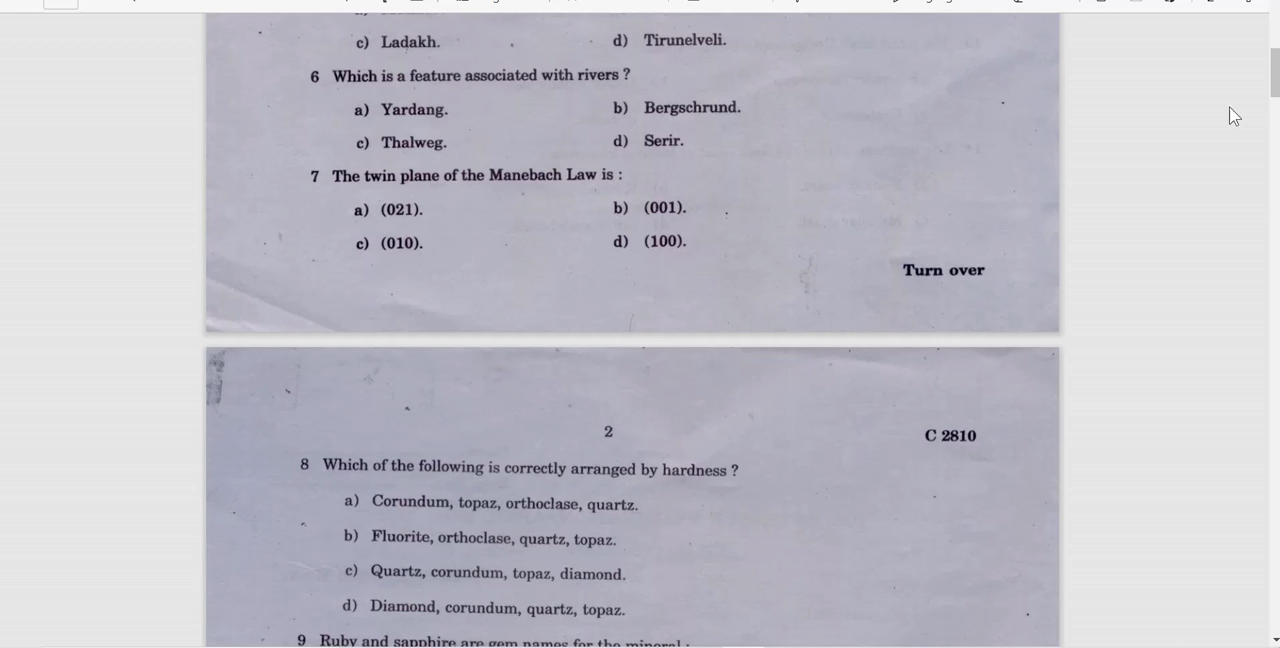 c) Ladakh. d) Tirunelveli.
6 Which is a feature associated with rivers ?
a) Yardang. b) Bergschrund.
c) Thalweg. d) Serir.
7 The twin plane of the Manebach Law is :
a) (021). b) (001).
c) (010). d) (100).
Turn over
2 C 2810
8 Which of the following is correctly arranged by hardness ?
a) Corundum, topaz, orthoclase, quartz.
b) Fluorite, orthoclase, quartz, topaz.
c) Quartz, corundum, topaz, diamond.
d) Diamond, corundum, quartz, topaz.
9 Ruby and sapphire are gem names for the mineral :